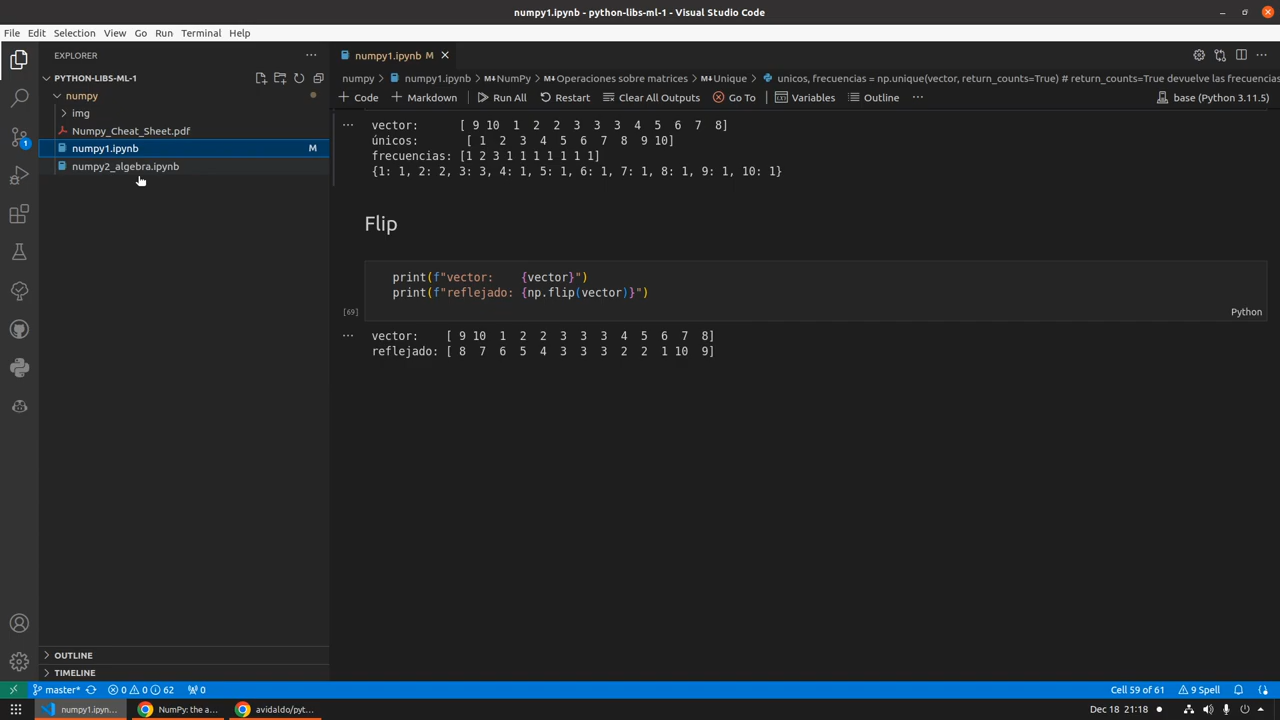 numpy1.ipynb - python-libs-ml-1 - Visual Studio Code
File Edit Selection View Go Run Terminal Help
EXPLORER
numpy1.ipynb M
PYTHON-LIBS-ML-1
numpy > numpy1.ipynb > NumPy > Operaciones sobre matrices > Unique > unicos, frecuencias = np.unique(vector, return_counts=True) # return_counts=True devuelve las frecuencias
numpy
Code Markdown Run All Restart Clear All Outputs Go To Variables Outline base (Python 3.11.5)
img
Numpy_Cheat_Sheet.pdf
numpy1.ipynb M
numpy2_algebra.ipynb
vector: [ 9 10 1 2 2 3 3 3 4 5 6 7 8]
únicos: [ 1 2 3 4 5 6 7 8 9 10]
frecuencias: [1 2 3 1 1 1 1 1 1 1]
{1: 1, 2: 2, 3: 3, 4: 1, 5: 1, 6: 1, 7: 1, 8: 1, 9: 1, 10: 1}
Flip
print(f"vector: {vector}")
print(f"reflejado: {np.flip(vector)}")
[69] Python
vector: [ 9 10 1 2 2 3 3 3 4 5 6 7 8]
reflejado: [ 8 7 6 5 4 3 3 3 2 2 1 10 9]
OUTLINE
TIMELINE
master* 0 0 62 0 Cell 59 of 61 9 Spell
numpy1.ipyn... NumPy: the a... avidaldo/pyt... Dec 18 21:18